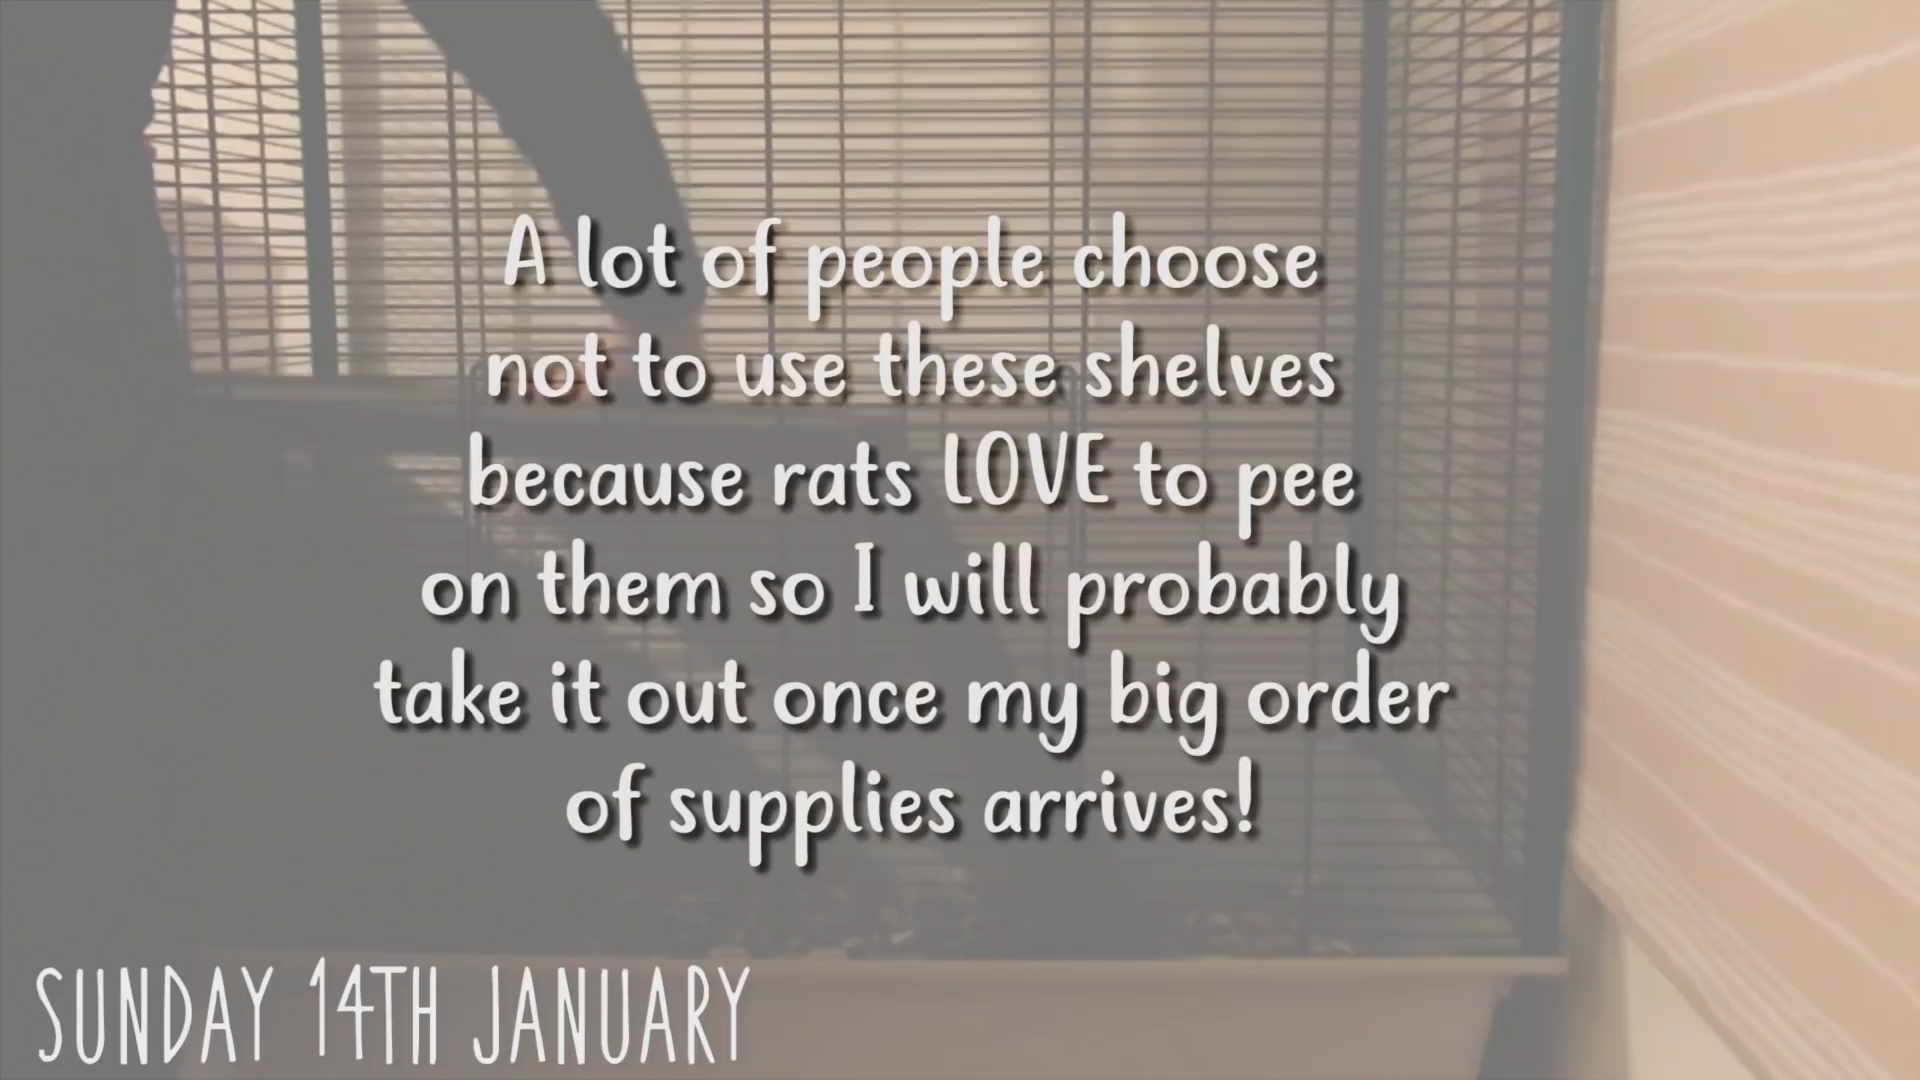 A lot of people choose
not to use these shelves
because rats LOVE to pee
on them so I will probably
take it out once my big order
of supplies arrives!
SUNDAY 14TH JANUARY